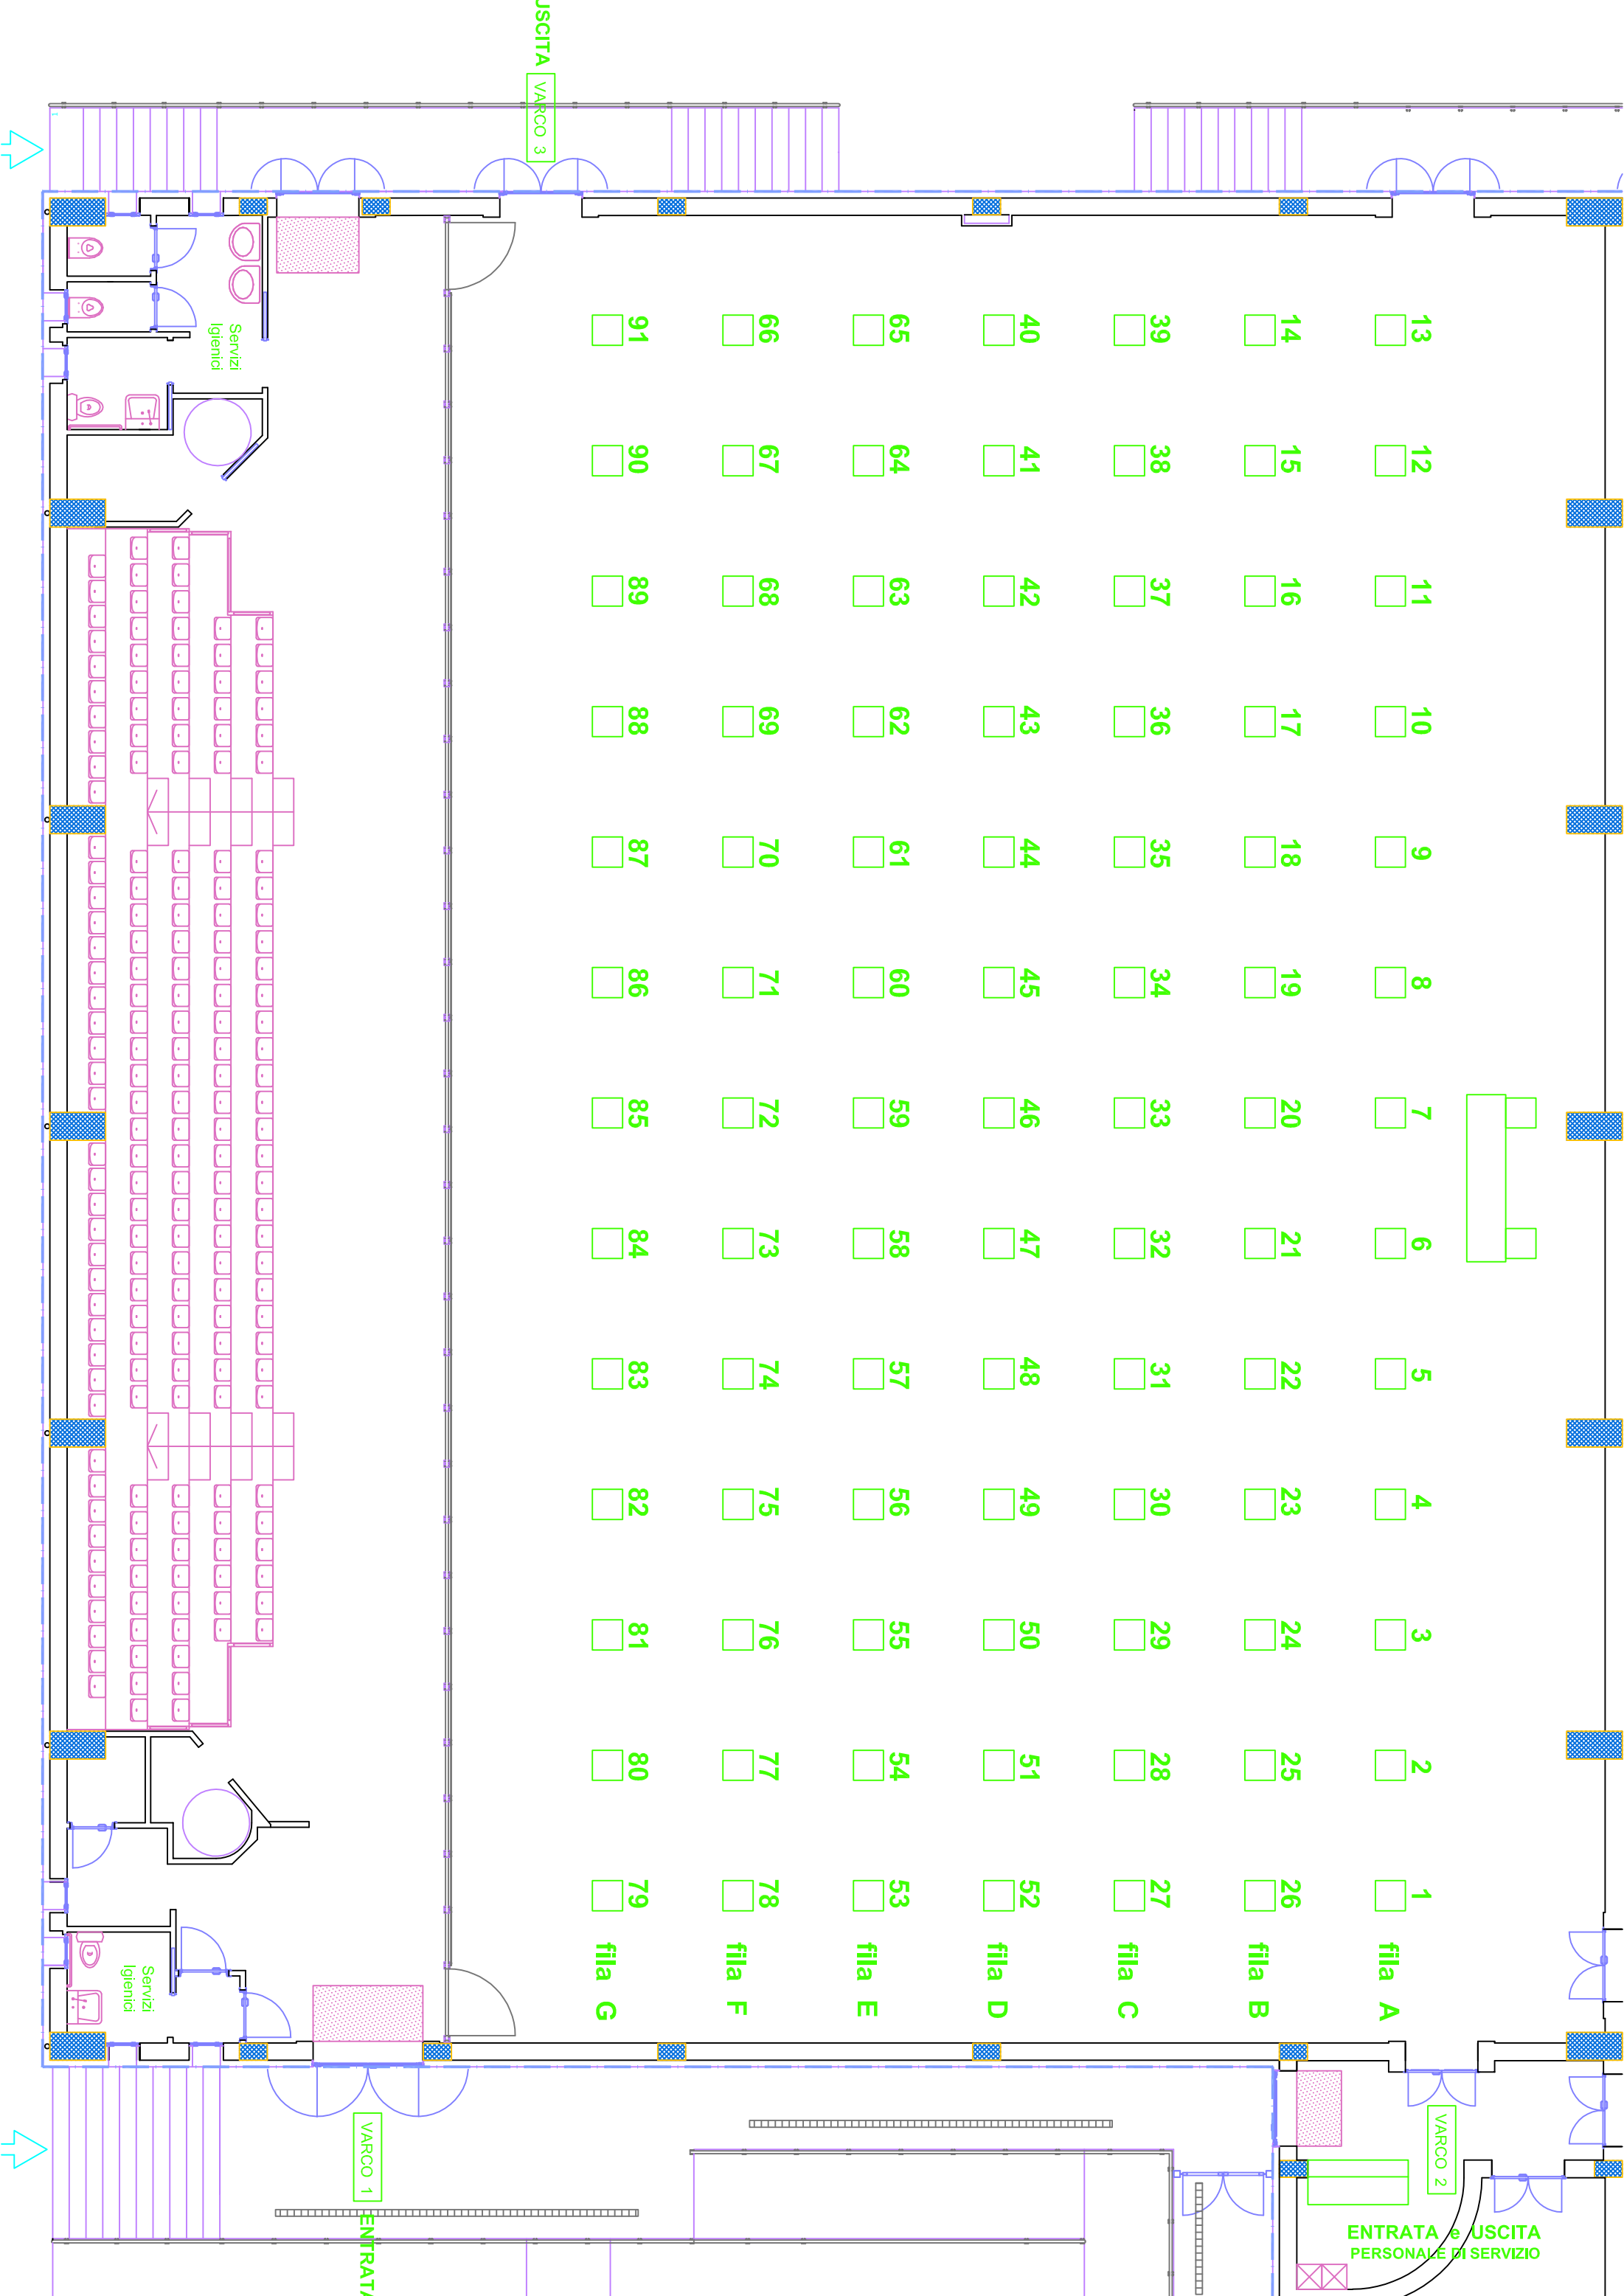 USCITA
VARCO 3
Servizi
Igienici
13 12 11 10 9 8 7 6 5 4 3 2 1 fila A
14 15 16 17 18 19 20 21 22 23 24 25 26 fila B
39 38 37 36 35 34 33 32 31 30 29 28 27 fila C
40 41 42 43 44 45 46 47 48 49 50 51 52 fila D
65 64 63 62 61 60 59 58 57 56 55 54 53 fila E
66 67 68 69 70 71 72 73 74 75 76 77 78 fila F
91 90 89 88 87 86 85 84 83 82 81 80 79 fila G
Servizi
Igienici
VARCO 1
ENTRATA
VARCO 2
ENTRATA e USCITA
PERSONALE DI SERVIZIO